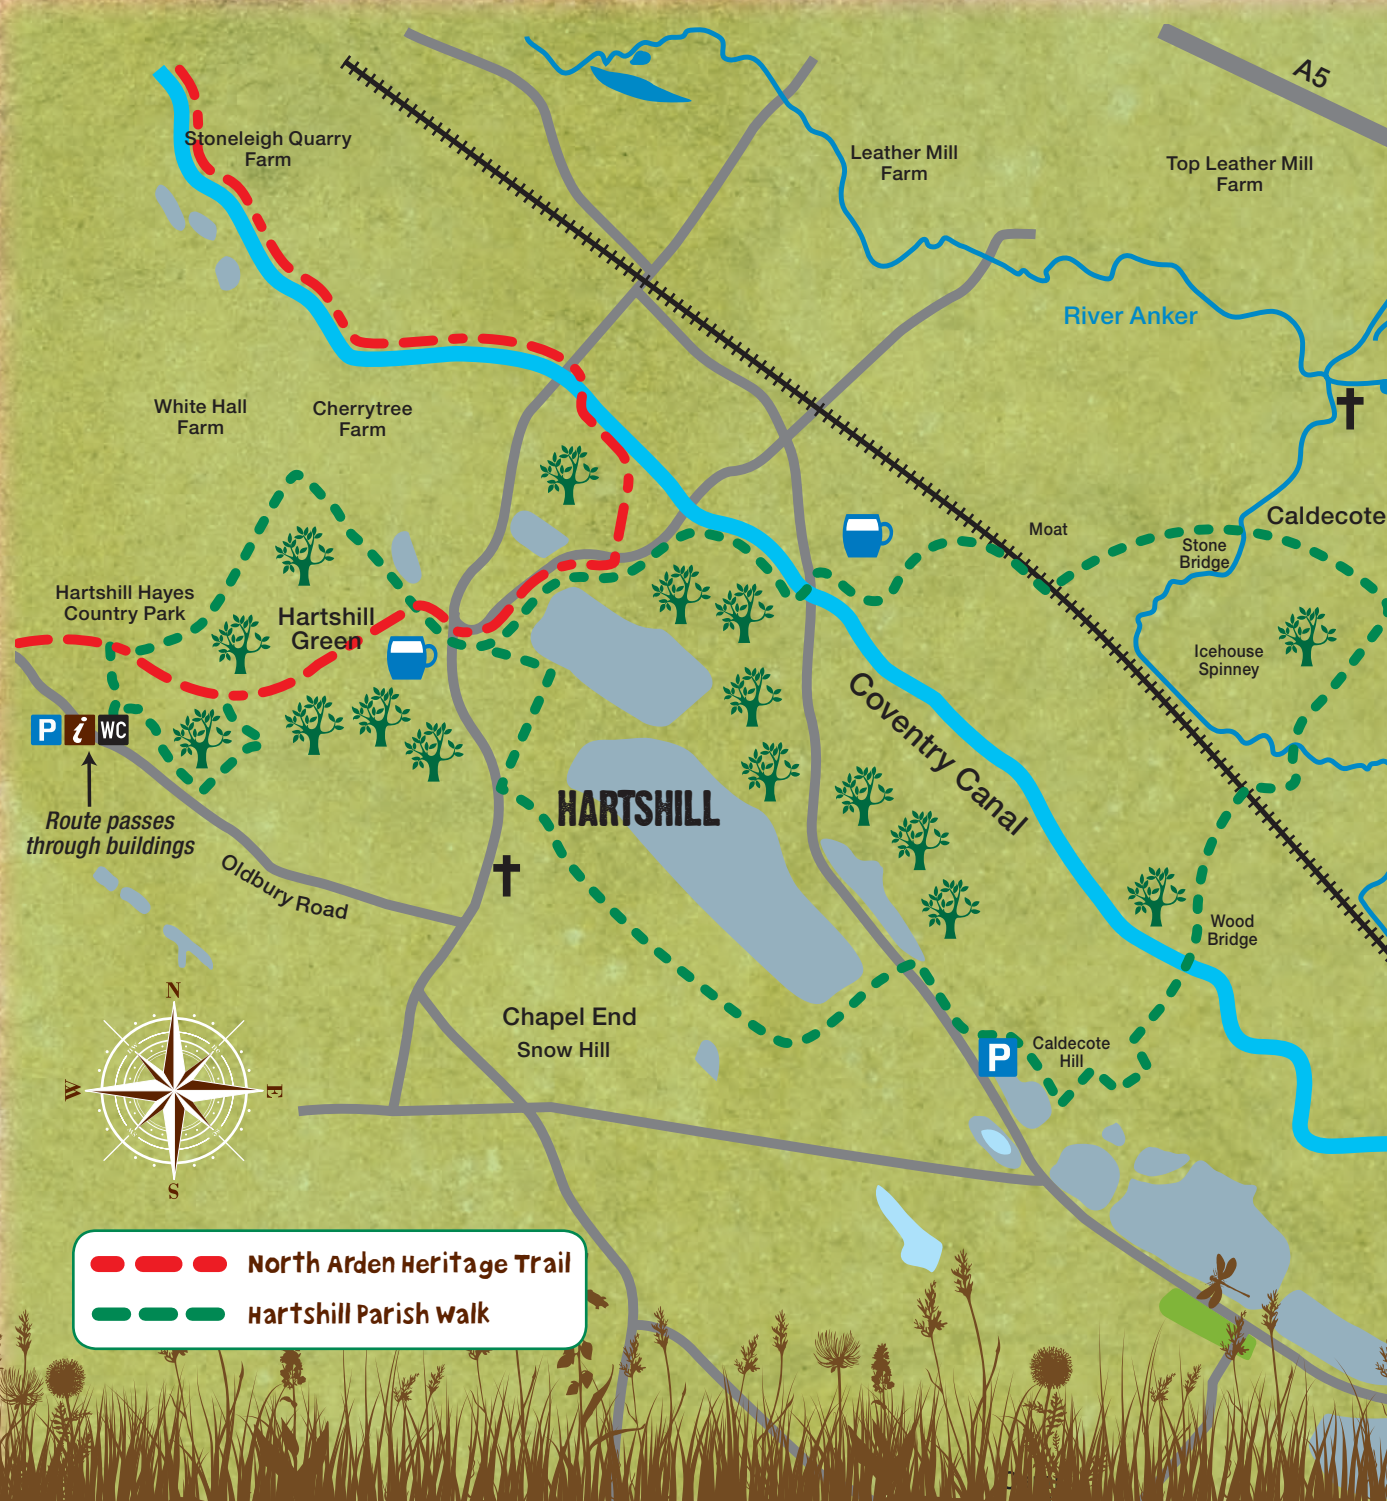 A5
Stoneleigh Quarry
Farm
Leather Mill
Farm
Top Leather Mill
Farm
River Anker
White Hall
Farm
Cherrytree
Farm
Caldecote
Moat
Stone
Bridge
Hartshill Hayes
Country Park
Hartshill
Green
Icehouse
Spinney
P i WC
Route passes
through buildings
Coventry Canal
HARTSHILL
Oldbury Road
Wood
Bridge
Chapel End
Snow Hill
P
Caldecote
Hill
N
W
E
S
North Arden Heritage Trail
Hartshill Parish Walk